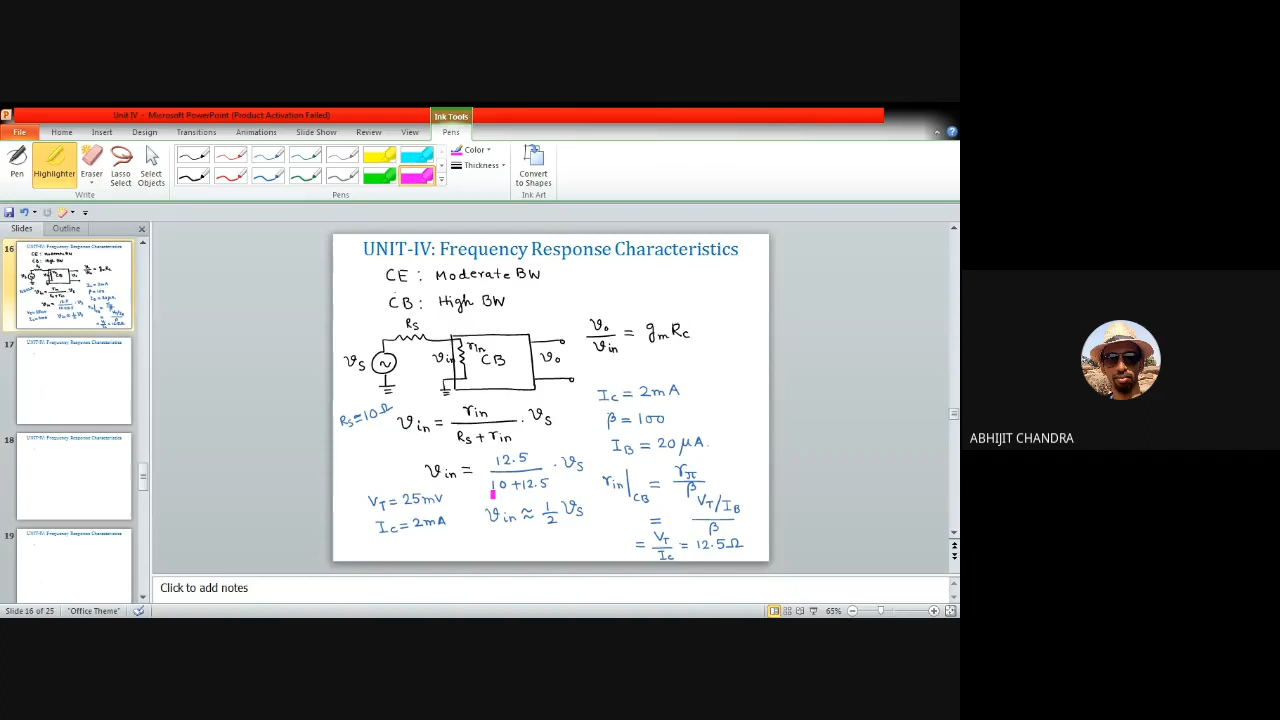 Unit IV - Microsoft PowerPoint (Product Activation Failed)
Ink Tools
File Home Insert Design Transitions Animations Slide Show Review View Pens
Pen Highlighter Eraser Lasso Select Select Objects
Color
Thickness
Convert to Shapes
Write Pens Ink Art
Slides Outline
16
17
18
19
UNIT-IV: Frequency Response Characteristics
CE : Moderate BW
CB : High BW
Rs
vs
vin
rin
CB
vo
vo/vin = gm Rc
Rs = 10Ω
vin = rin/(Rs + rin) . vs
vin = 12.5/(10+12.5) . vs
VT = 25mV
Ic = 2mA
vin ≈ 1/2 vs
Ic = 2mA
β = 100
IB = 20 μA.
rin|CB = rπ/β
= (VT/IB)/β
= VT/Ic = 12.5Ω
Click to add notes
Slide 16 of 25 "Office Theme" 65%
ABHIJIT CHANDRA